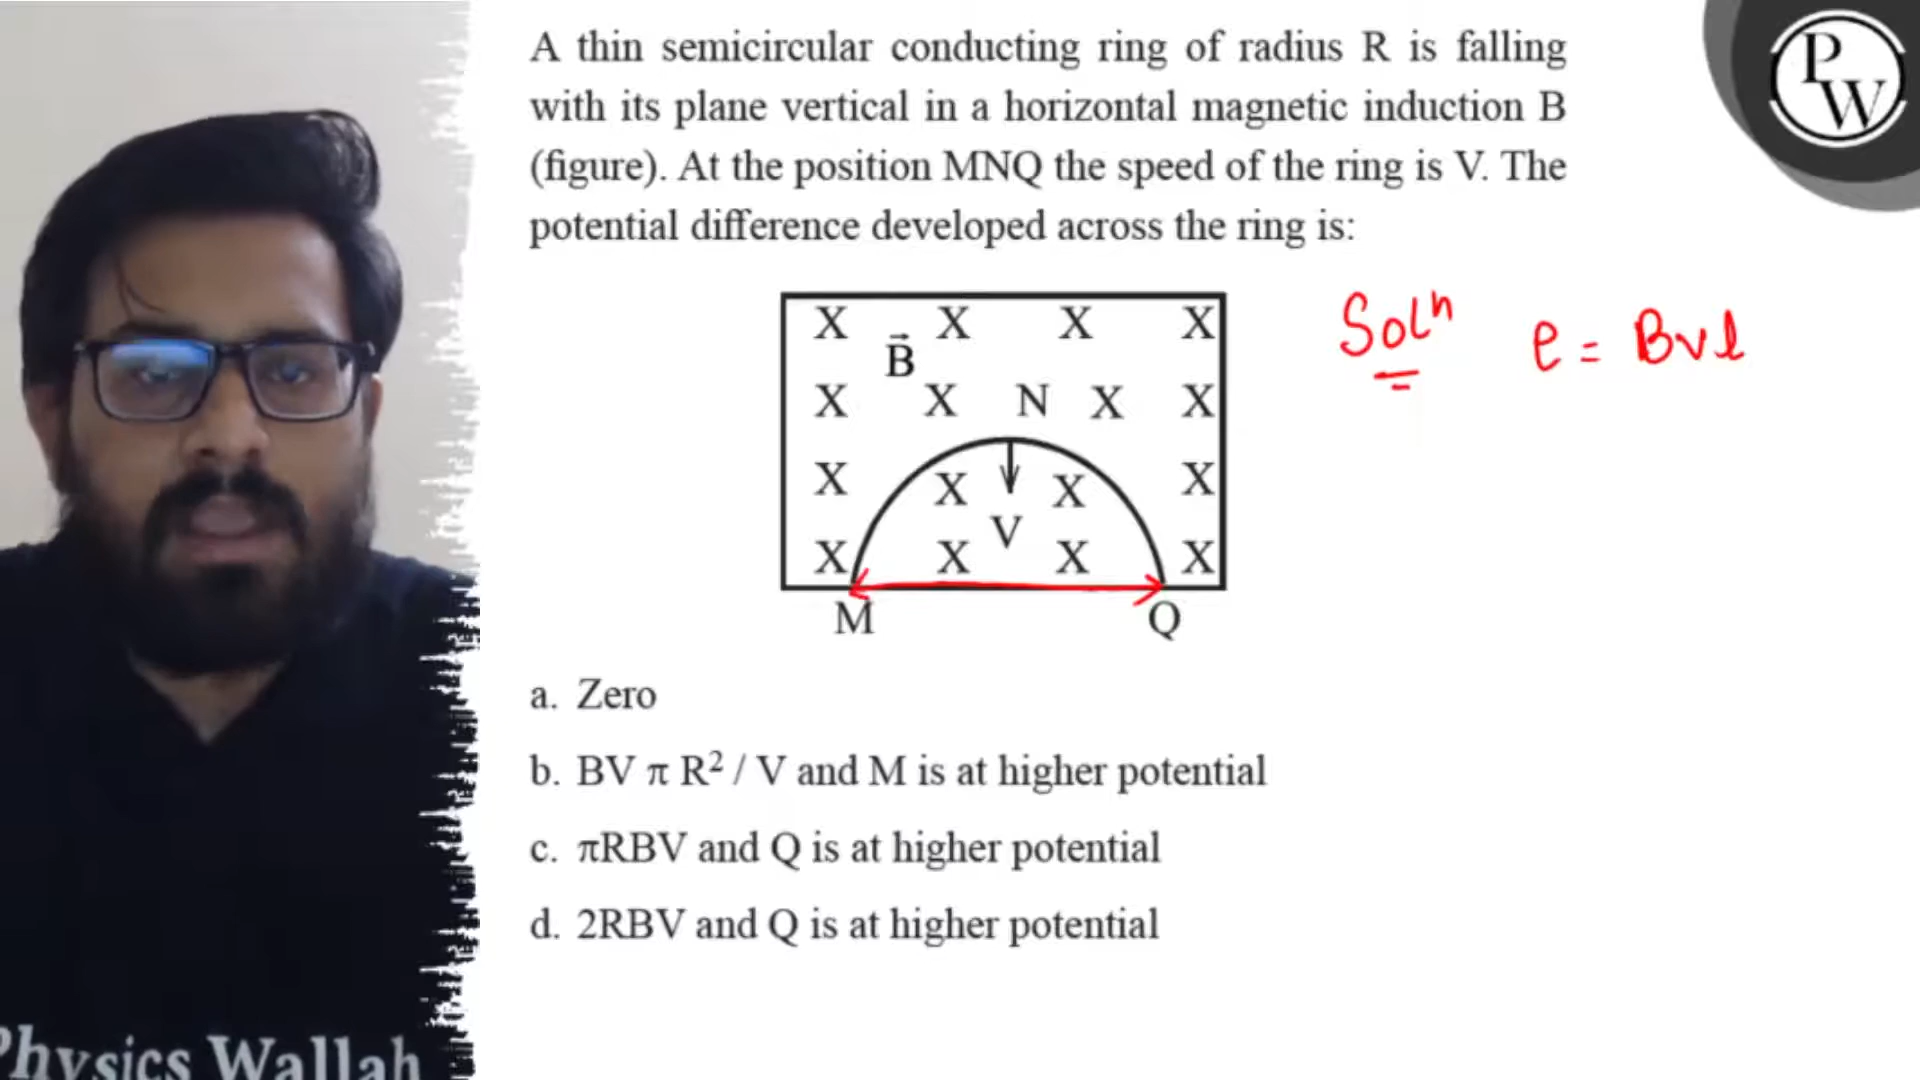 A thin semicircular conducting ring of radius R is falling
with its plane vertical in a horizontal magnetic induction B
(figure). At the position MNQ the speed of the ring is V. The
potential difference developed across the ring is:
PW
Solⁿ e = Bvl
X X X X
B⃗
X X N X X
X X X X
V
X X X X
M Q
a. Zero
b. BV π R² / V and M is at higher potential
c. πRBV and Q is at higher potential
d. 2RBV and Q is at higher potential
Physics Wallah